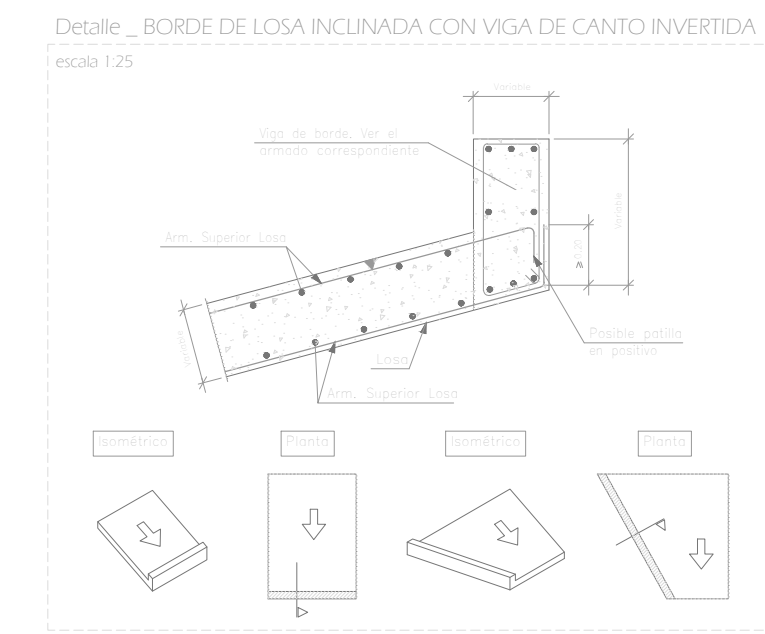 Detalle _ BORDE DE LOSA INCLINADA CON VIGA DE CANTO INVERTIDA
escala 1:25
Variable
Viga de borde. Ver el
armado correspondiente
Variable
Arm. Superior Losa
≥0,20
Variable
Posible patilla
en positivo
Losa
Arm. Superior Losa
Isométrico
Planta
Isométrico
Planta